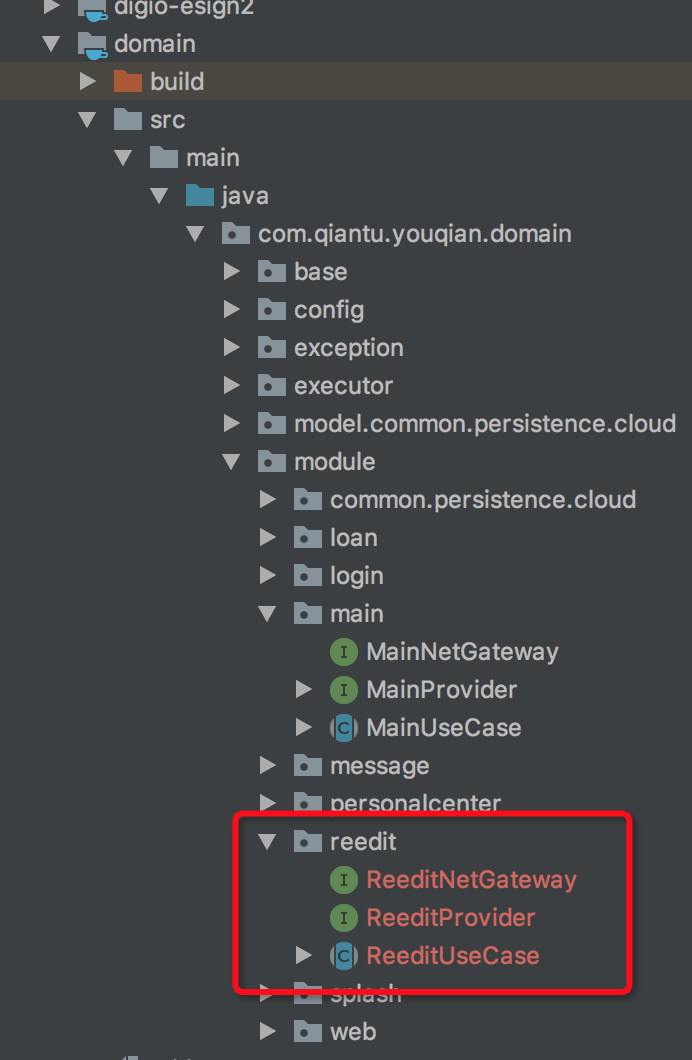 digio-esign2
domain
build
src
main
java
com.qiantu.youqian.domain
base
config
exception
executor
model.common.persistence.cloud
module
common.persistence.cloud
loan
login
main
MainNetGateway
MainProvider
MainUseCase
message
personalcenter
reedit
ReeditNetGateway
ReeditProvider
ReeditUseCase
splash
web